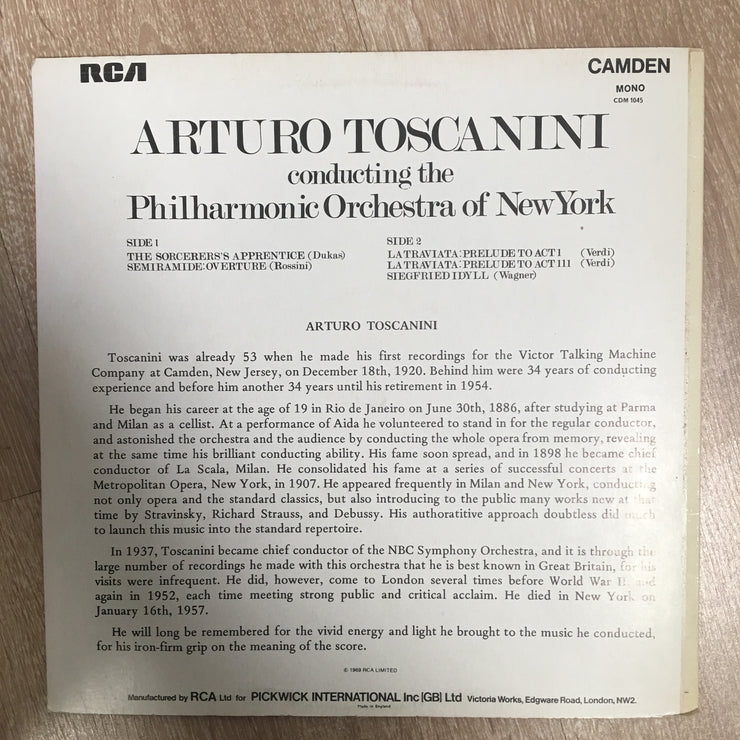 RCA
CAMDEN
MONO
CDM 1045
ARTURO TOSCANINI
conducting the
Philharmonic Orchestra of New York
SIDE 1
THE SORCERERS'S APPRENTICE (Dukas)
SEMIRAMIDE: OVERTURE (Rossini)
SIDE 2
LA TRAVIATA: PRELUDE TO ACT I (Verdi)
LA TRAVIATA: PRELUDE TO ACT III (Verdi)
SIEGFRIED IDYLL (Wagner)
ARTURO TOSCANINI
Toscanini was already 53 when he made his first recordings for the Victor Talking Machine
Company at Camden, New Jersey, on December 18th, 1920. Behind him were 34 years of conducting
experience and before him another 34 years until his retirement in 1954.
He began his career at the age of 19 in Rio de Janeiro on June 30th, 1886, after studying at Parma
and Milan as a cellist. At a performance of Aida he volunteered to stand in for the regular conductor,
and astonished the orchestra and the audience by conducting the whole opera from memory, revealing
at the same time his brilliant conducting ability. His fame soon spread, and in 1898 he became chief
conductor of La Scala, Milan. He consolidated his fame at a series of successful concerts at the
Metropolitan Opera, New York, in 1907. He appeared frequently in Milan and New York, conducting
not only opera and the standard classics, but also introducing to the public many works new at that
time by Stravinsky, Richard Strauss, and Debussy. His authoratitive approach doubtless did much
to launch this music into the standard repertoire.
In 1937, Toscanini became chief conductor of the NBC Symphony Orchestra, and it is through the
large number of recordings he made with this orchestra that he is best known in Great Britain, for his
visits were infrequent. He did, however, come to London several times before World War II and
again in 1952, each time meeting strong public and critical acclaim. He died in New York on
January 16th, 1957.
He will long be remembered for the vivid energy and light he brought to the music he conducted,
for his iron-firm grip on the meaning of the score.
© 1969 RCA LIMITED
Manufactured by RCA Ltd for PICKWICK INTERNATIONAL Inc [GB] Ltd Victoria Works, Edgware Road, London, NW2.
Made in England